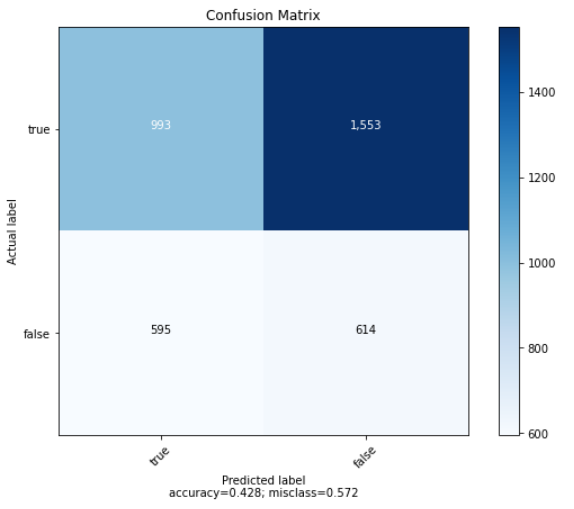 Confusion Matrix
true
993
1,553
false
595
614
Actual label
true
false
Predicted label
accuracy=0.428; misclass=0.572
1400
1200
1000
800
600